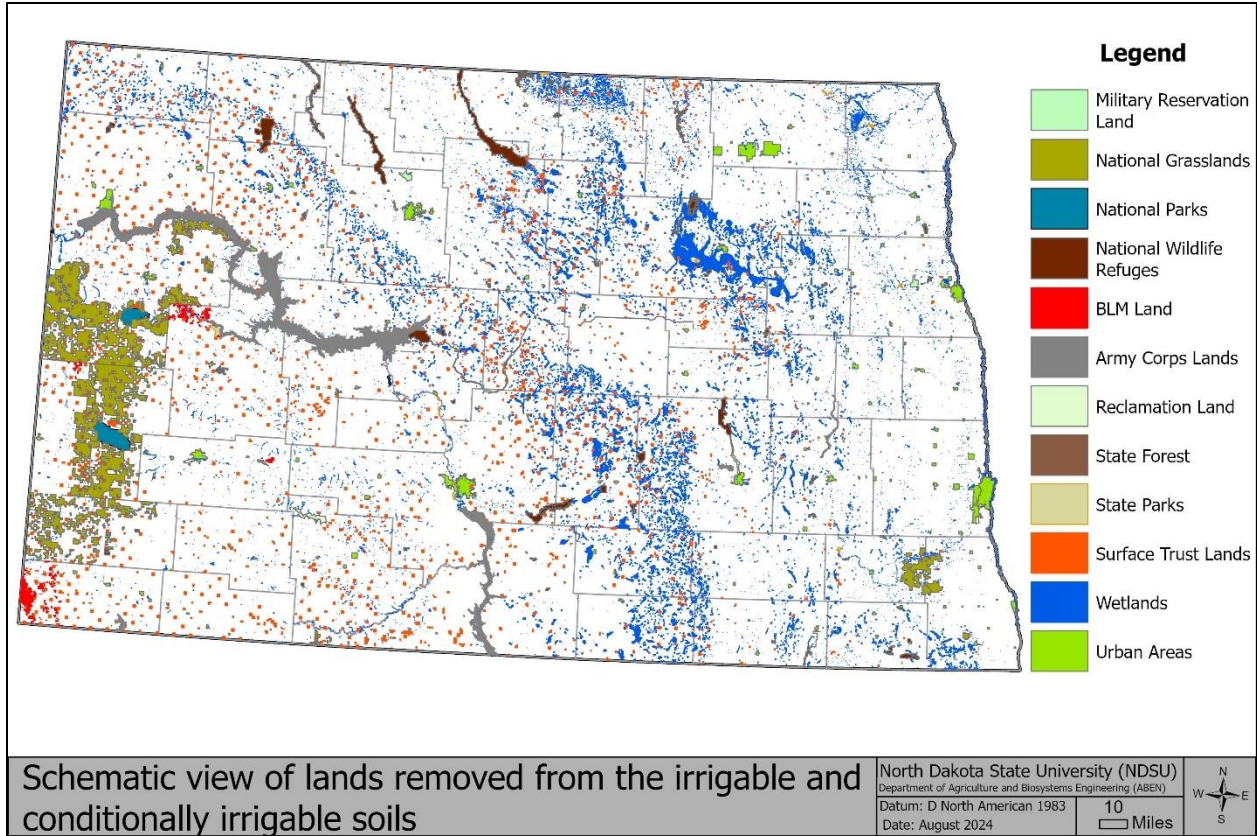 Legend
Military Reservation
Land
National Grasslands
National Parks
National Wildlife
Refuges
BLM Land
Army Corps Lands
Reclamation Land
State Forest
State Parks
Surface Trust Lands
Wetlands
Urban Areas
Schematic view of lands removed from the irrigable and
conditionally irrigable soils
North Dakota State University (NDSU)
Department of Agriculture and Biosystems Engineering (ABEN)
Datum: D North American 1983
Date: August 2024
10
Miles
N
W E
S